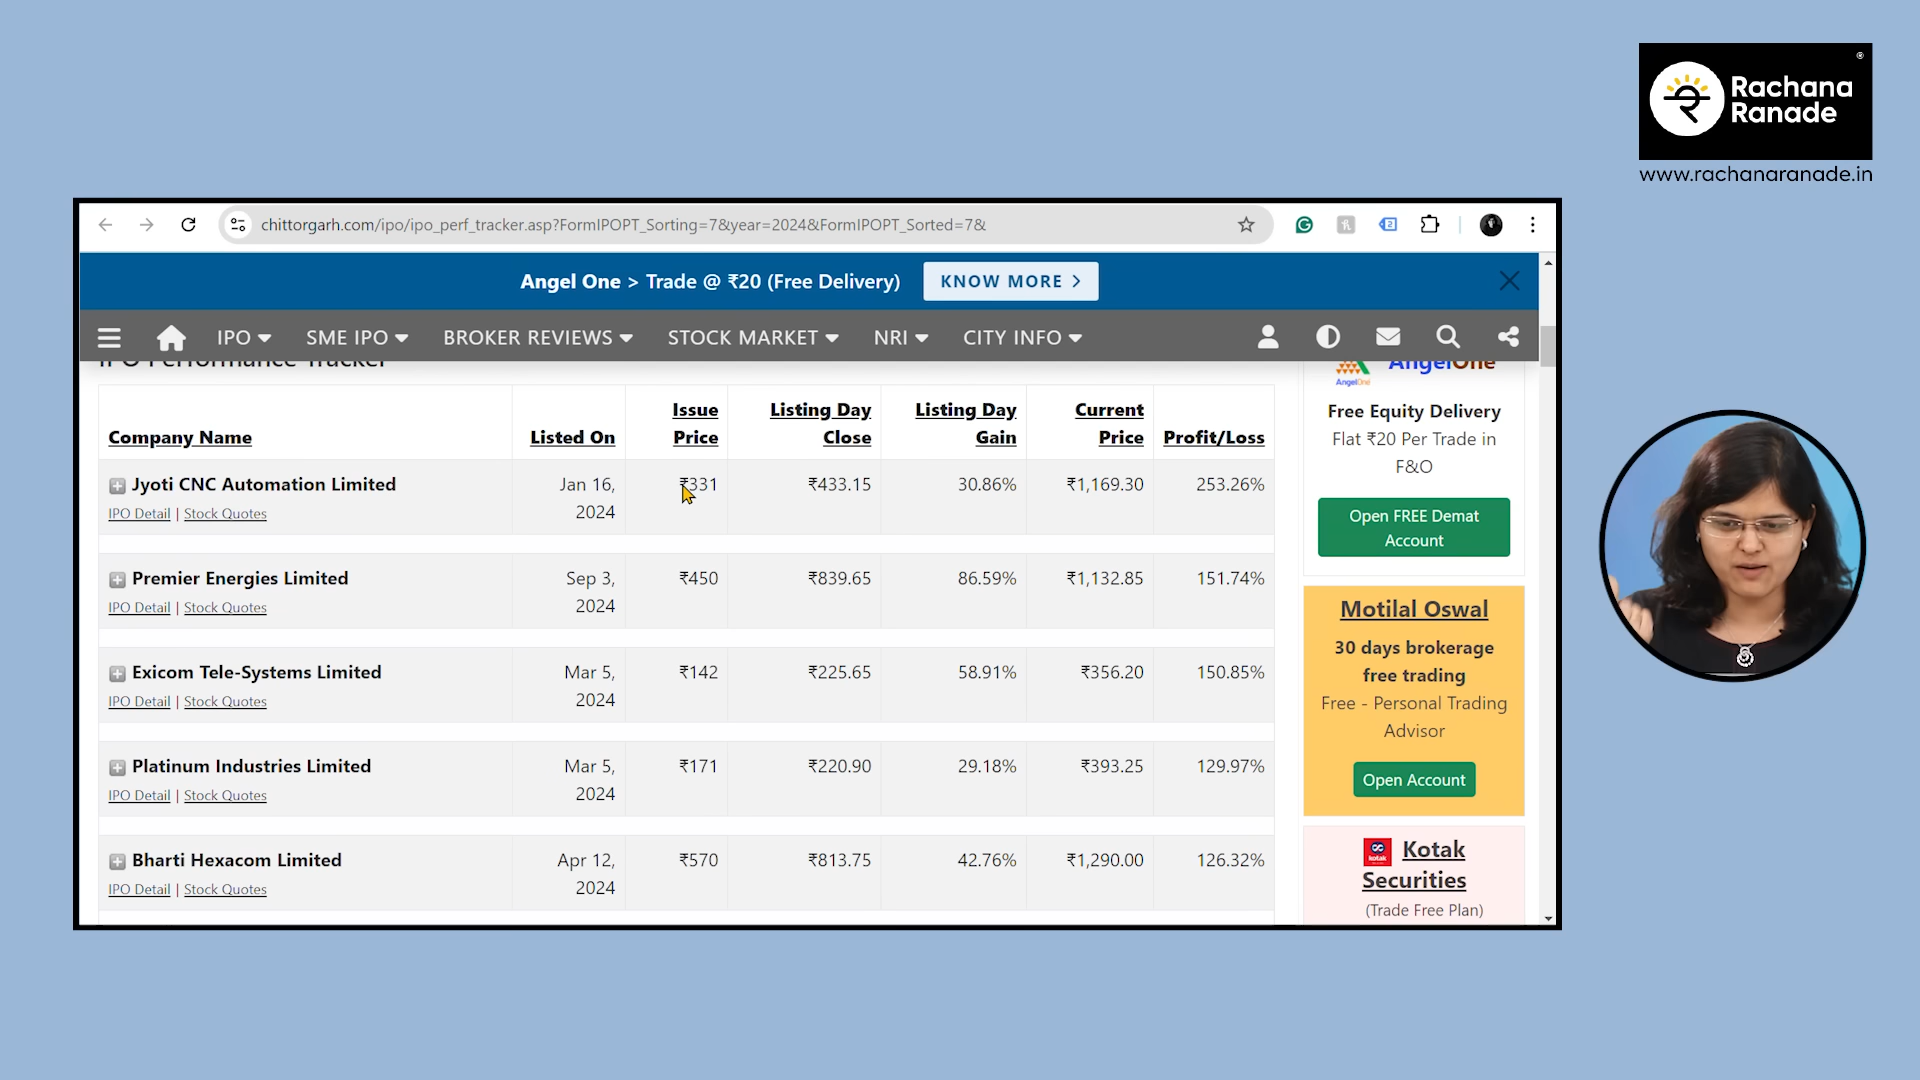 ®
Rachana
Ranade
www.rachanaranade.in
chittorgarh.com/ipo/ipo_perf_tracker.asp?FormIPOPT_Sorting=7&year=2024&FormIPOPT_Sorted=7&
Angel One > Trade @ ₹20 (Free Delivery) KNOW MORE
IPO SME IPO BROKER REVIEWS STOCK MARKET NRI CITY INFO
IPO Performance Tracker
Company Name Listed On Issue Price Listing Day Close Listing Day Gain Current Price Profit/Loss
Jyoti CNC Automation Limited Jan 16, 2024 ₹331 ₹433.15 30.86% ₹1,169.30 253.26%
IPO Detail | Stock Quotes
Premier Energies Limited Sep 3, 2024 ₹450 ₹839.65 86.59% ₹1,132.85 151.74%
IPO Detail | Stock Quotes
Exicom Tele-Systems Limited Mar 5, 2024 ₹142 ₹225.65 58.91% ₹356.20 150.85%
IPO Detail | Stock Quotes
Platinum Industries Limited Mar 5, 2024 ₹171 ₹220.90 29.18% ₹393.25 129.97%
IPO Detail | Stock Quotes
Bharti Hexacom Limited Apr 12, 2024 ₹570 ₹813.75 42.76% ₹1,290.00 126.32%
IPO Detail | Stock Quotes
AngelOne
AngelOne
Free Equity Delivery
Flat ₹20 Per Trade in
F&O
Open FREE Demat
Account
Motilal Oswal
30 days brokerage
free trading
Free - Personal Trading
Advisor
Open Account
kotak
Kotak
Securities
(Trade Free Plan)